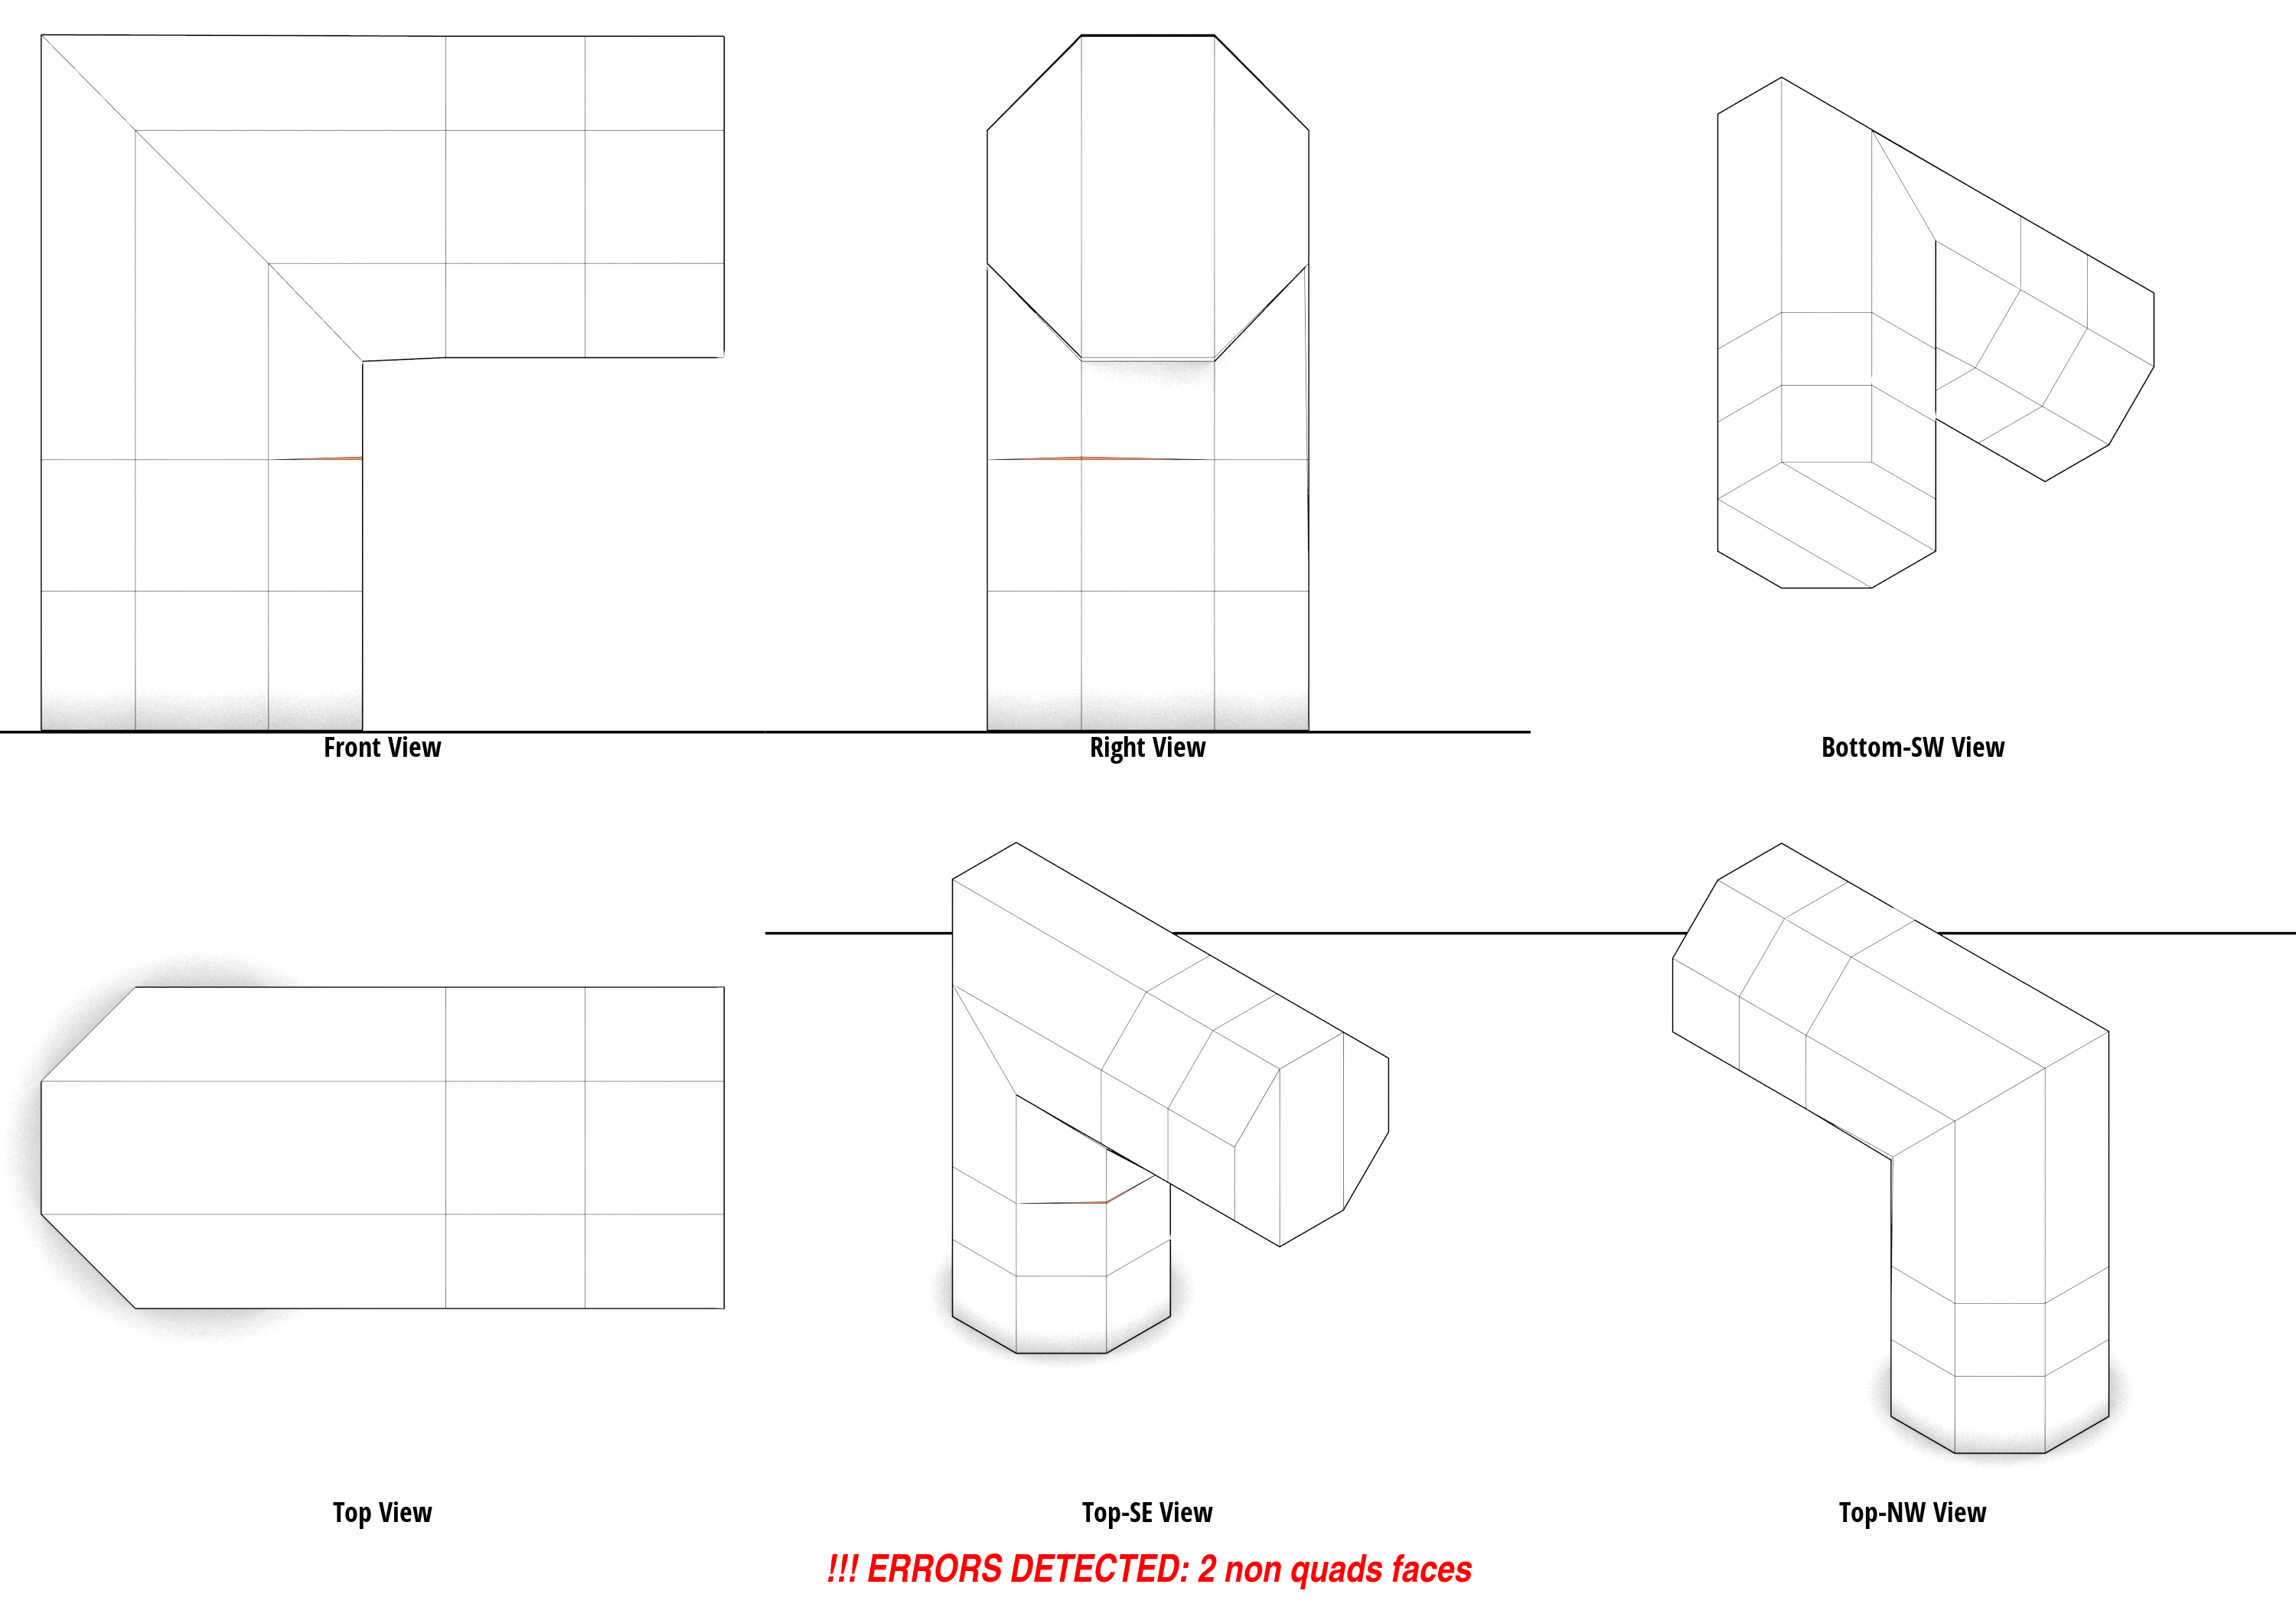 Front View
Right View
Bottom-SW View
Top View
Top-SE View
Top-NW View
!!! ERRORS DETECTED: 2 non quads faces